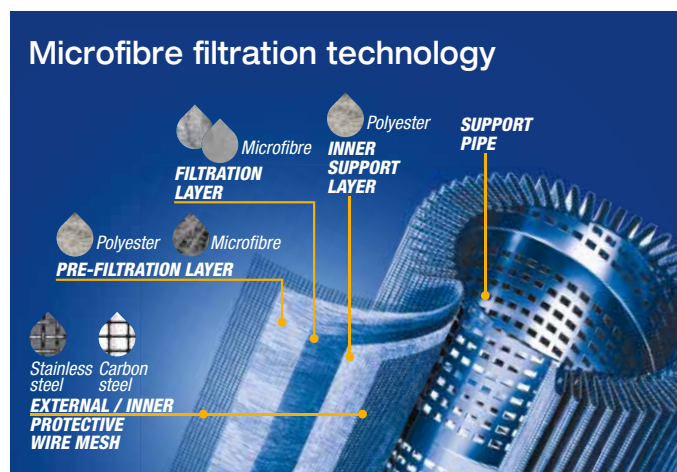 Microfibre filtration technology
Microfibre
FILTRATION
LAYER
Polyester
INNER
SUPPORT
LAYER
SUPPORT
PIPE
Polyester
Microfibre
PRE-FILTRATION LAYER
Stainless
steel
Carbon
steel
EXTERNAL / INNER
PROTECTIVE
WIRE MESH